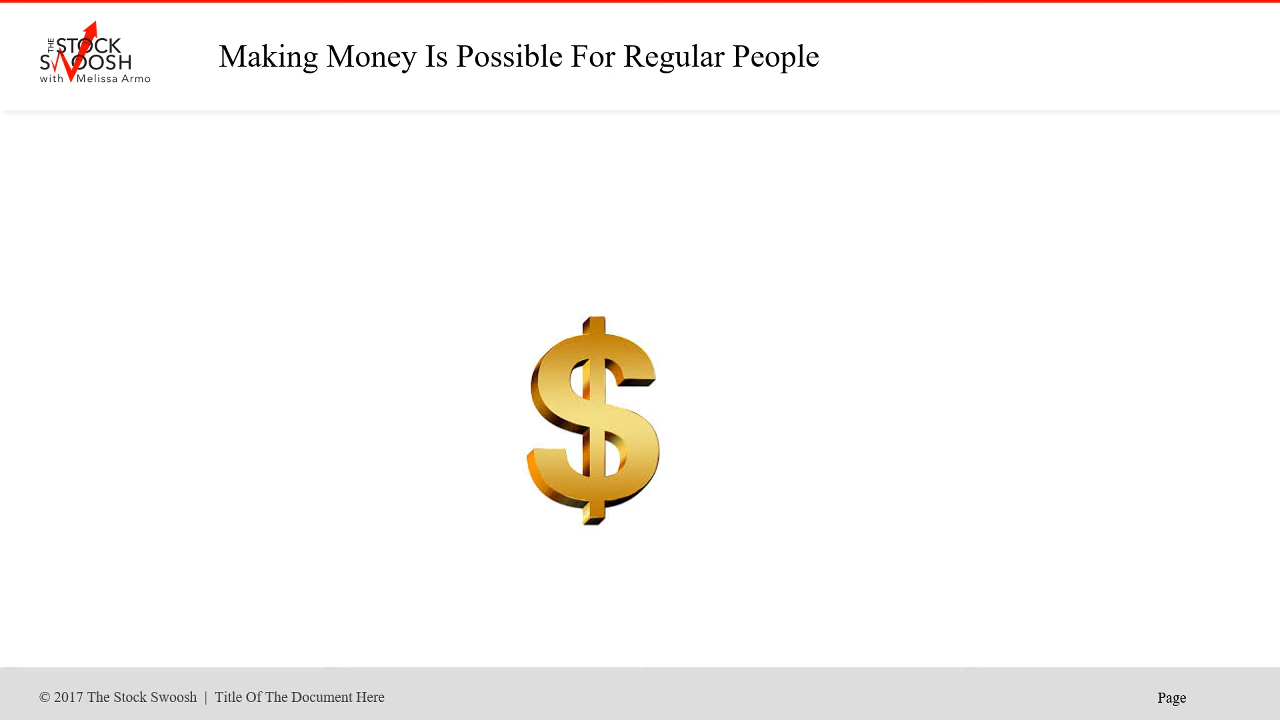 THE STOCK
SWOOSH
with Melissa Armo
Making Money Is Possible For Regular People
$
© 2017 The Stock Swoosh | Title Of The Document Here
Page